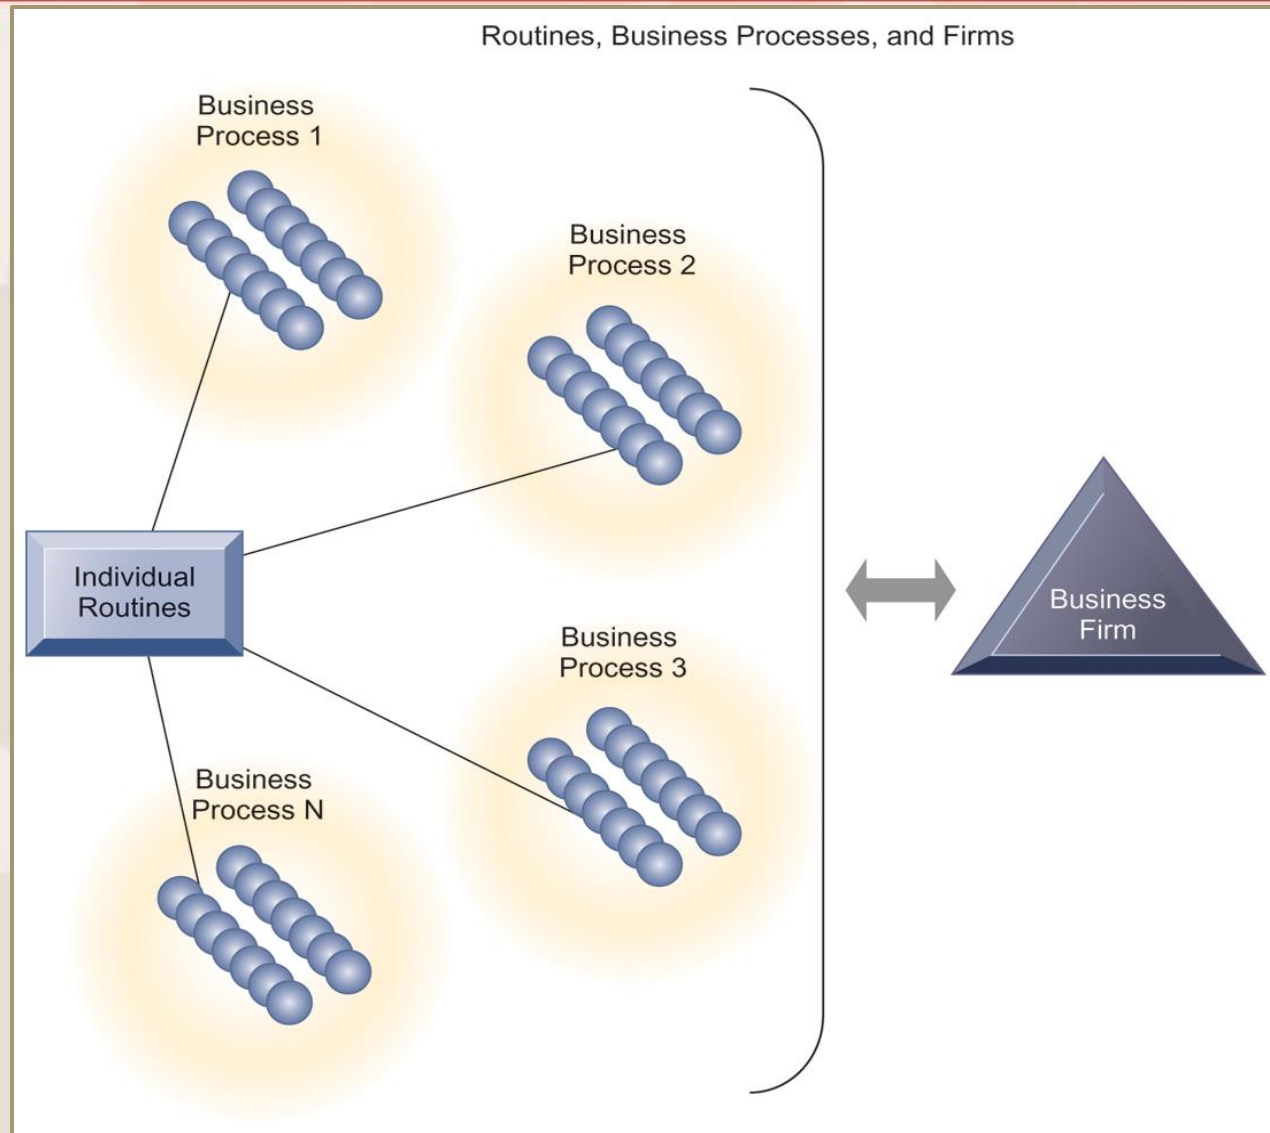 Routines, Business Processes, and Firms
Business
Process 1
Business
Process 2
Individual
Routines
Business
Firm
Business
Process 3
Business
Process N